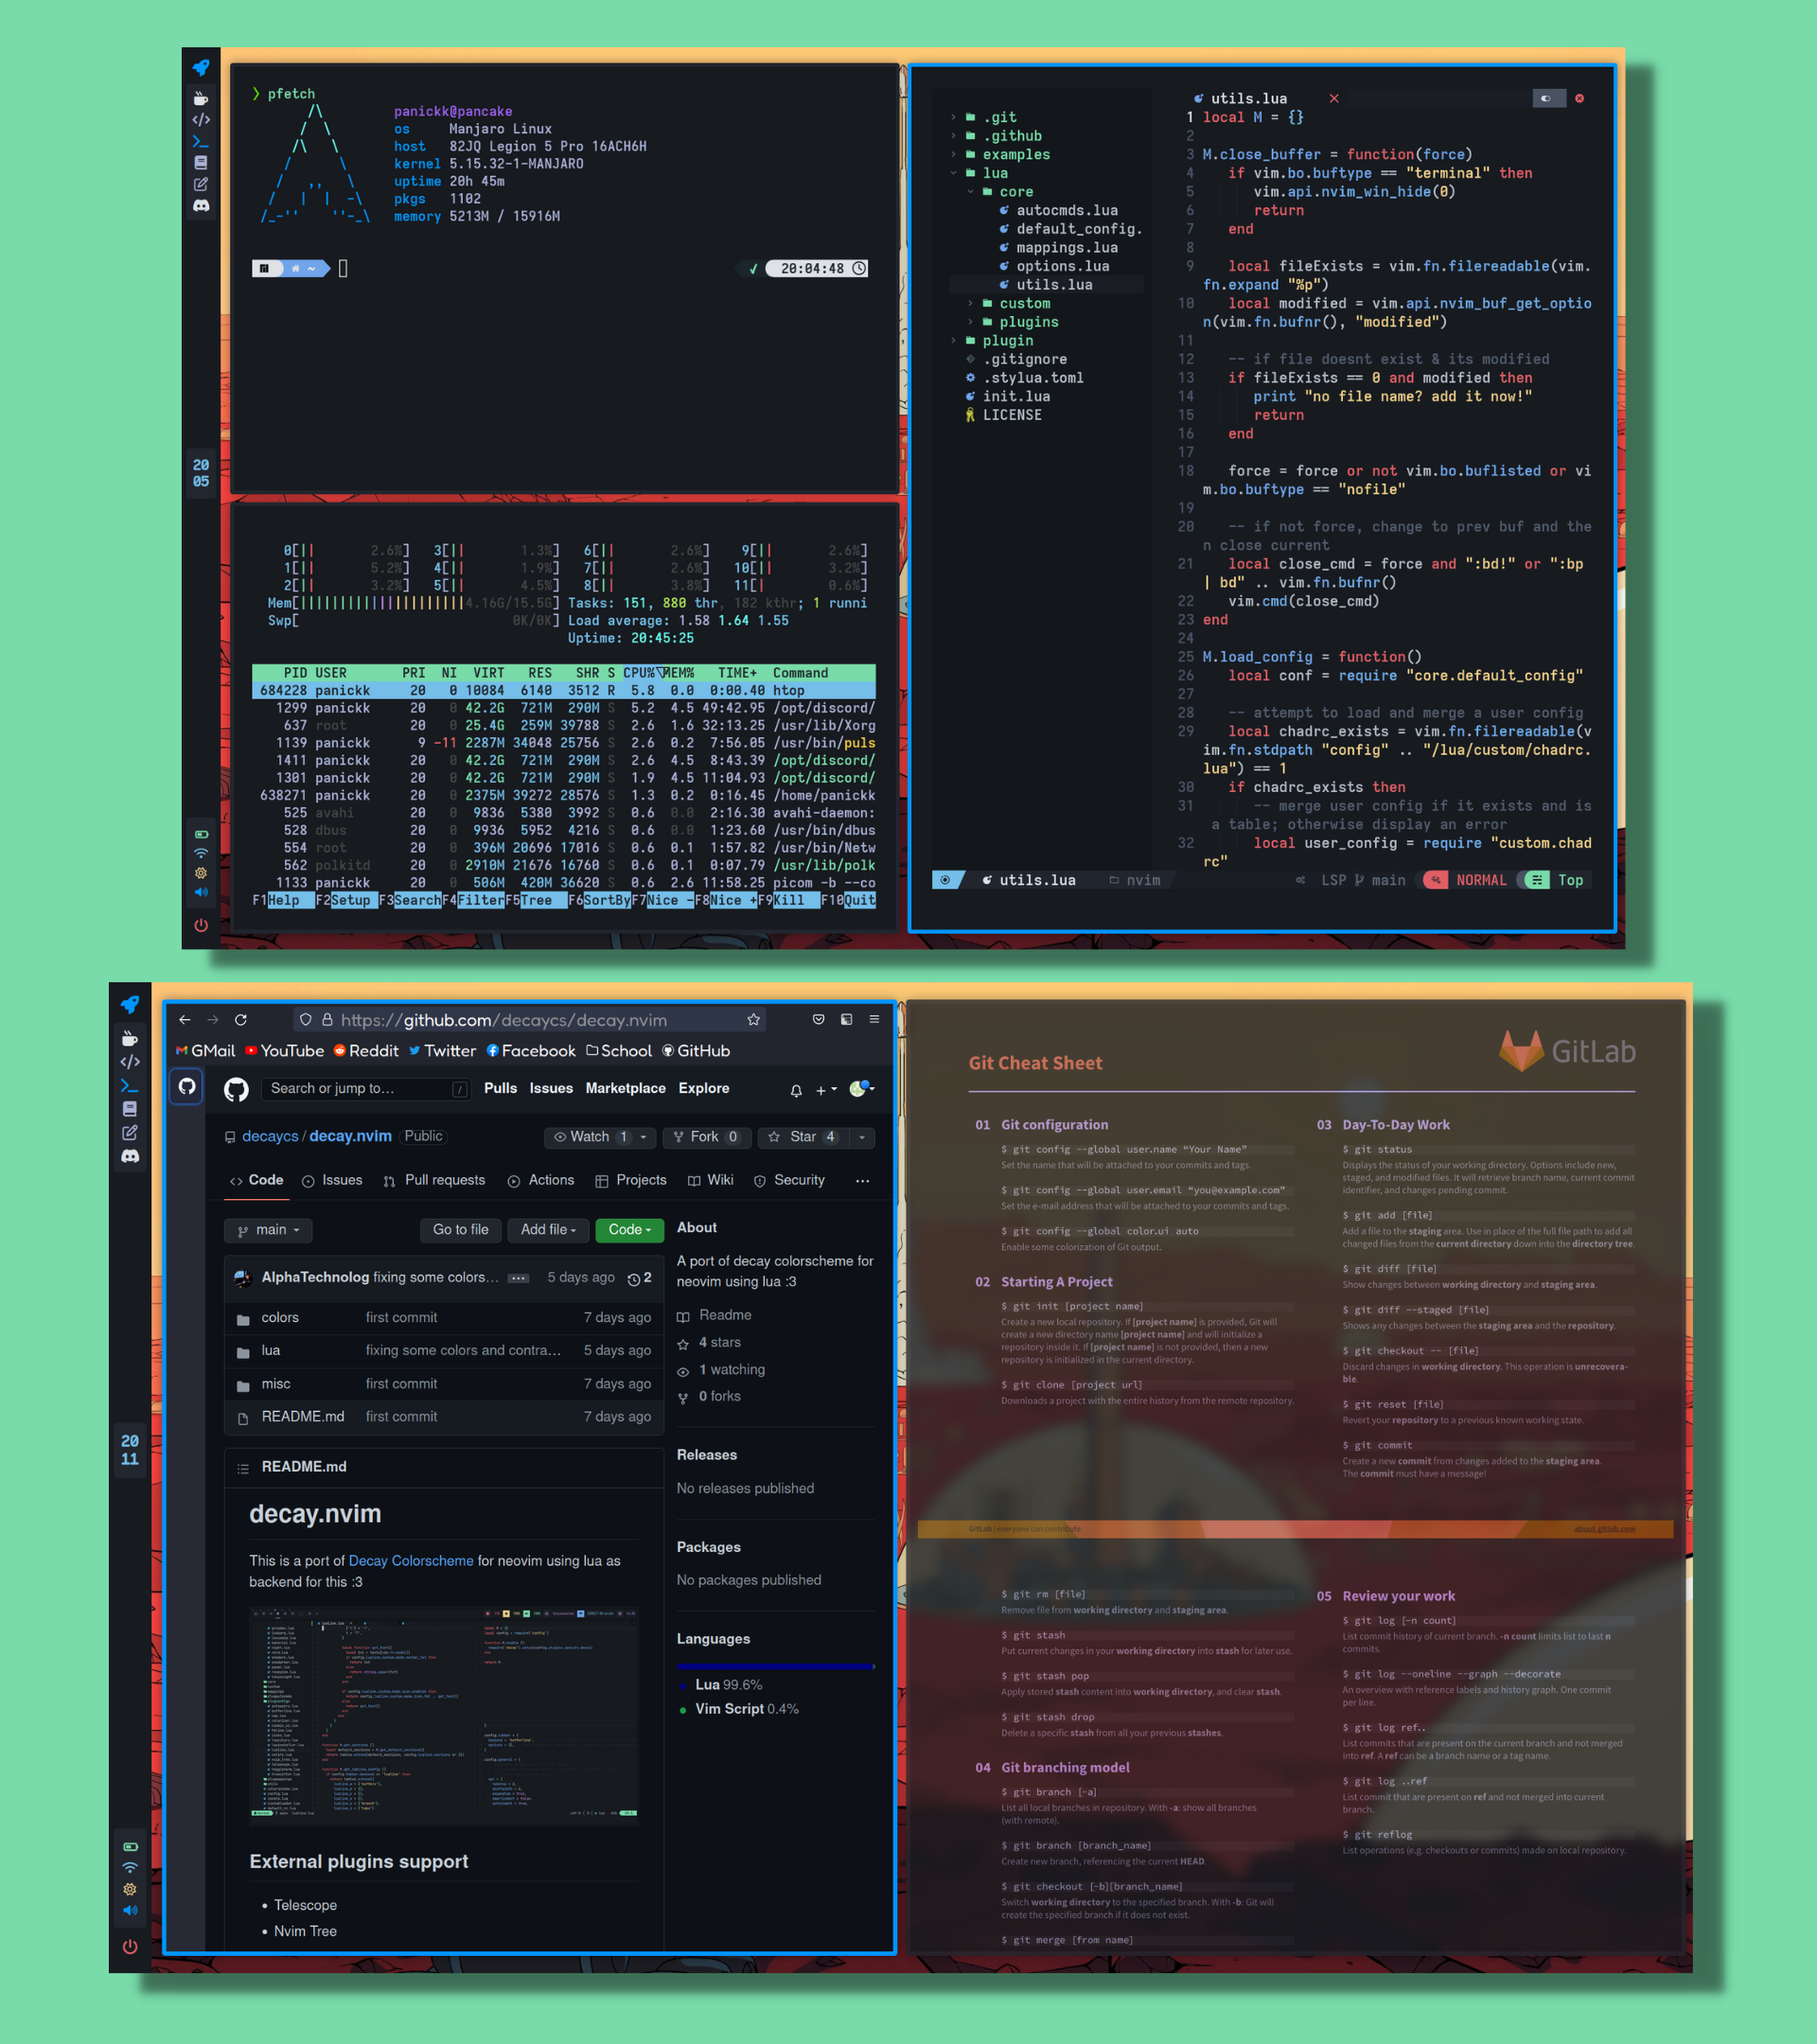 ❯ pfetch
panickk@pancake
os Manjaro Linux
host 82JQ Legion 5 Pro 16ACH6H
kernel 5.15.32-1-MANJARO
uptime 20h 45m
pkgs 1102
memory 5213M / 15916M
~
✓ 20:04:48
20
05
0[|| 2.6%] 3[|| 1.3%] 6[|| 2.6%] 9[|| 2.6%]
1[|| 5.2%] 4[|| 1.9%] 7[|| 2.6%] 10[|| 3.2%]
2[|| 3.2%] 5[|| 4.5%] 8[|| 3.8%] 11[| 0.6%]
Mem[||||||||||||||||||||4.16G/15.5G] Tasks: 151, 880 thr, 182 kthr; 1 runni
Swp[ 0K/0K] Load average: 1.58 1.64 1.55
Uptime: 20:45:25
PID USER PRI NI VIRT RES SHR S CPU%▽MEM% TIME+ Command
684228 panickk 20 0 10084 6140 3512 R 5.8 0.0 0:00.40 htop
1299 panickk 20 0 42.2G 721M 290M S 5.2 4.5 49:42.95 /opt/discord/
637 root 20 0 25.4G 259M 39788 S 2.6 1.6 32:13.25 /usr/lib/Xorg
1139 panickk 9 -11 2287M 34048 25756 S 2.6 0.2 7:56.05 /usr/bin/puls
1411 panickk 20 0 42.2G 721M 290M S 2.6 4.5 8:43.39 /opt/discord/
1301 panickk 20 0 42.2G 721M 290M S 1.9 4.5 11:04.93 /opt/discord/
638271 panickk 20 0 2375M 39272 28576 S 1.3 0.2 0:16.45 /home/panickk
525 avahi 20 0 9836 5380 3992 S 0.6 0.0 2:16.30 avahi-daemon:
528 dbus 20 0 9936 5952 4216 S 0.6 0.0 1:23.60 /usr/bin/dbus
554 root 20 0 396M 20696 17016 S 0.6 0.1 1:57.82 /usr/bin/Netw
562 polkitd 20 0 2910M 21676 16760 S 0.6 0.1 0:07.79 /usr/lib/polk
1133 panickk 20 0 506M 420M 36620 S 0.6 2.6 11:58.25 picom -b --co
F1Help F2Setup F3SearchF4FilterF5Tree F6SortByF7Nice -F8Nice +F9Kill F10Quit
.git
.github
examples
lua
core
autocmds.lua
default_config.
mappings.lua
options.lua
utils.lua
custom
plugins
plugin
.gitignore
.stylua.toml
init.lua
LICENSE
utils.lua
1 local M = {}
2
3 M.close_buffer = function(force)
4 if vim.bo.buftype == "terminal" then
5 vim.api.nvim_win_hide(0)
6 return
7 end
8
9 local fileExists = vim.fn.filereadable(vim.
fn.expand "%p")
10 local modified = vim.api.nvim_buf_get_optio
n(vim.fn.bufnr(), "modified")
11
12 -- if file doesnt exist & its modified
13 if fileExists == 0 and modified then
14 print "no file name? add it now!"
15 return
16 end
17
18 force = force or not vim.bo.buflisted or vi
m.bo.buftype == "nofile"
19
20 -- if not force, change to prev buf and the
n close current
21 local close_cmd = force and ":bd!" or ":bp
| bd" .. vim.fn.bufnr()
22 vim.cmd(close_cmd)
23 end
24
25 M.load_config = function()
26 local conf = require "core.default_config"
27
28 -- attempt to load and merge a user config
29 local chadrc_exists = vim.fn.filereadable(v
im.fn.stdpath "config" .. "/lua/custom/chadrc.
lua") == 1
30 if chadrc_exists then
31 -- merge user config if it exists and is
a table; otherwise display an error
32 local user_config = require "custom.chad
rc"
utils.lua nvim LSP main NORMAL Top
20
11
https://github.com/decaycs/decay.nvim
GMail YouTube Reddit Twitter Facebook School GitHub
Search or jump to... / Pulls Issues Marketplace Explore
decaycs / decay.nvim Public Watch 1 Fork 0 Star 4
Code Issues Pull requests Actions Projects Wiki Security ...
main Go to file Add file Code
AlphaTechnolog fixing some colors... 5 days ago 2
colors first commit 7 days ago
lua fixing some colors and contra... 5 days ago
misc first commit 7 days ago
README.md first commit 7 days ago
README.md
decay.nvim
This is a port of Decay Colorscheme for neovim using lua as
backend for this :3
External plugins support
• Telescope
• Nvim Tree
About
A port of decay colorscheme for
neovim using lua :3
Readme
4 stars
1 watching
0 forks
Releases
No releases published
Packages
No packages published
Languages
Lua 99.6%
Vim Script 0.4%
Git Cheat Sheet
GitLab
01 Git configuration
$ git config --global user.name “Your Name”
Set the name that will be attached to your commits and tags.
$ git config --global user.email “you@example.com”
Set the e-mail address that will be attached to your commits and tags.
$ git config --global color.ui auto
Enable some colorization of Git output.
02 Starting A Project
$ git init [project name]
Create a new local repository. If [project name] is provided, Git will
create a new directory name [project name] and will initialize a
repository inside it. If [project name] is not provided, then a new
repository is initialized in the current directory.
$ git clone [project url]
Downloads a project with the entire history from the remote repository.
03 Day-To-Day Work
$ git status
Displays the status of your working directory. Options include new,
staged, and modified files. It will retrieve branch name, current commit
identifier, and changes pending commit.
$ git add [file]
Add a file to the staging area. Use in place of the full file path to add all
changed files from the current directory down into the directory tree.
$ git diff [file]
Show changes between working directory and staging area.
$ git diff --staged [file]
Shows any changes between the staging area and the repository.
$ git checkout -- [file]
Discard changes in working directory. This operation is unrecovera-
ble.
$ git reset [file]
Revert your repository to a previous known working state.
$ git commit
Create a new commit from changes added to the staging area.
The commit must have a message!
GitLab | everyone can contribute
about.gitlab.com
$ git rm [file]
Remove file from working directory and staging area.
$ git stash
Put current changes in your working directory into stash for later use.
$ git stash pop
Apply stored stash content into working directory, and clear stash.
$ git stash drop
Delete a specific stash from all your previous stashes.
04 Git branching model
$ git branch [-a]
List all local branches in repository. With -a: show all branches
(with remote).
$ git branch [branch_name]
Create new branch, referencing the current HEAD.
$ git checkout [-b][branch_name]
Switch working directory to the specified branch. With -b: Git will
create the specified branch if it does not exist.
$ git merge [from name]
05 Review your work
$ git log [-n count]
List commit history of current branch. -n count limits list to last n
commits.
$ git log --oneline --graph --decorate
An overview with reference labels and history graph. One commit
per line.
$ git log ref..
List commits that are present on the current branch and not merged
into ref. A ref can be a branch name or a tag name.
$ git log ..ref
List commit that are present on ref and not merged into current
branch.
$ git reflog
List operations (e.g. checkouts or commits) made on local repository.